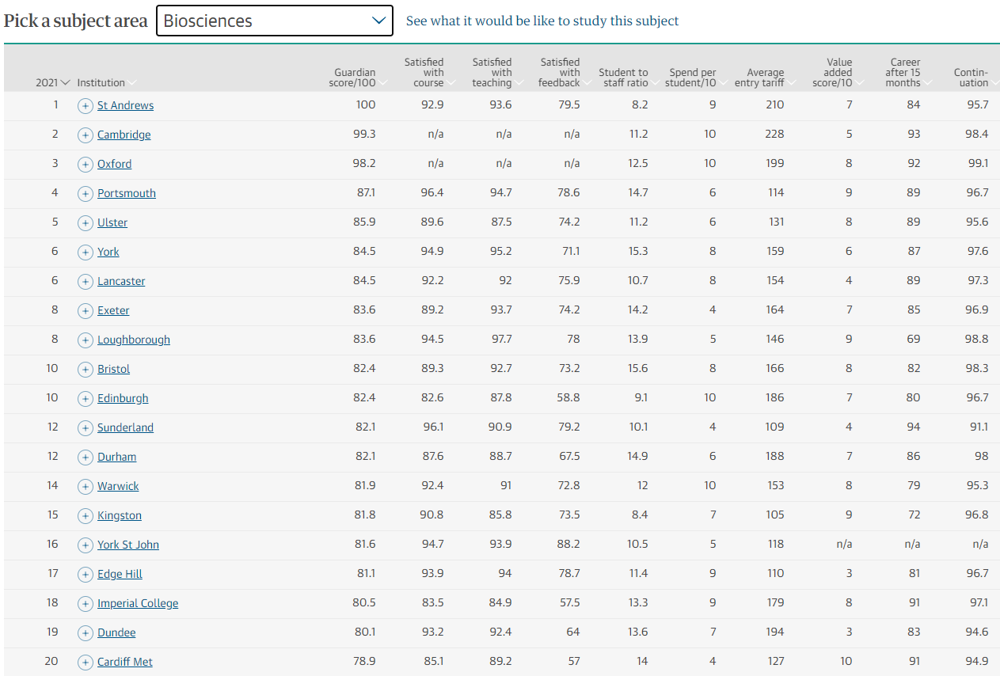 Pick a subject area Biosciences See what it would be like to study this subject
2021 Institution Guardian score/100 Satisfied with course Satisfied with teaching Satisfied with feedback Student to staff ratio Spend per student/10 Average entry tariff Value added score/10 Career after 15 months Contin-uation
1 + St Andrews 100 92.9 93.6 79.5 8.2 9 210 7 84 95.7
2 + Cambridge 99.3 n/a n/a n/a 11.2 10 228 5 93 98.4
3 + Oxford 98.2 n/a n/a n/a 12.5 10 199 8 92 99.1
4 + Portsmouth 87.1 96.4 94.7 78.6 14.7 6 114 9 89 96.7
5 + Ulster 85.9 89.6 87.5 74.2 11.2 6 131 8 89 95.6
6 + York 84.5 94.9 95.2 71.1 15.3 8 159 6 87 97.6
6 + Lancaster 84.5 92.2 92 75.9 10.7 8 154 4 89 97.3
8 + Exeter 83.6 89.2 93.7 74.2 14.2 4 164 7 85 96.9
8 + Loughborough 83.6 94.5 97.7 78 13.9 5 146 9 69 98.8
10 + Bristol 82.4 89.3 92.7 73.2 15.6 8 166 8 82 98.3
10 + Edinburgh 82.4 82.6 87.8 58.8 9.1 10 186 7 80 96.7
12 + Sunderland 82.1 96.1 90.9 79.2 10.1 4 109 4 94 91.1
12 + Durham 82.1 87.6 88.7 67.5 14.9 6 188 7 86 98
14 + Warwick 81.9 92.4 91 72.8 12 10 153 8 79 95.3
15 + Kingston 81.8 90.8 85.8 73.5 8.4 7 105 9 72 96.8
16 + York St John 81.6 94.7 93.9 88.2 10.5 5 118 n/a n/a n/a
17 + Edge Hill 81.1 93.9 94 78.7 11.4 9 110 3 81 96.7
18 + Imperial College 80.5 83.5 84.9 57.5 13.3 9 179 8 91 97.1
19 + Dundee 80.1 93.2 92.4 64 13.6 7 194 3 83 94.6
20 + Cardiff Met 78.9 85.1 89.2 57 14 4 127 10 91 94.9